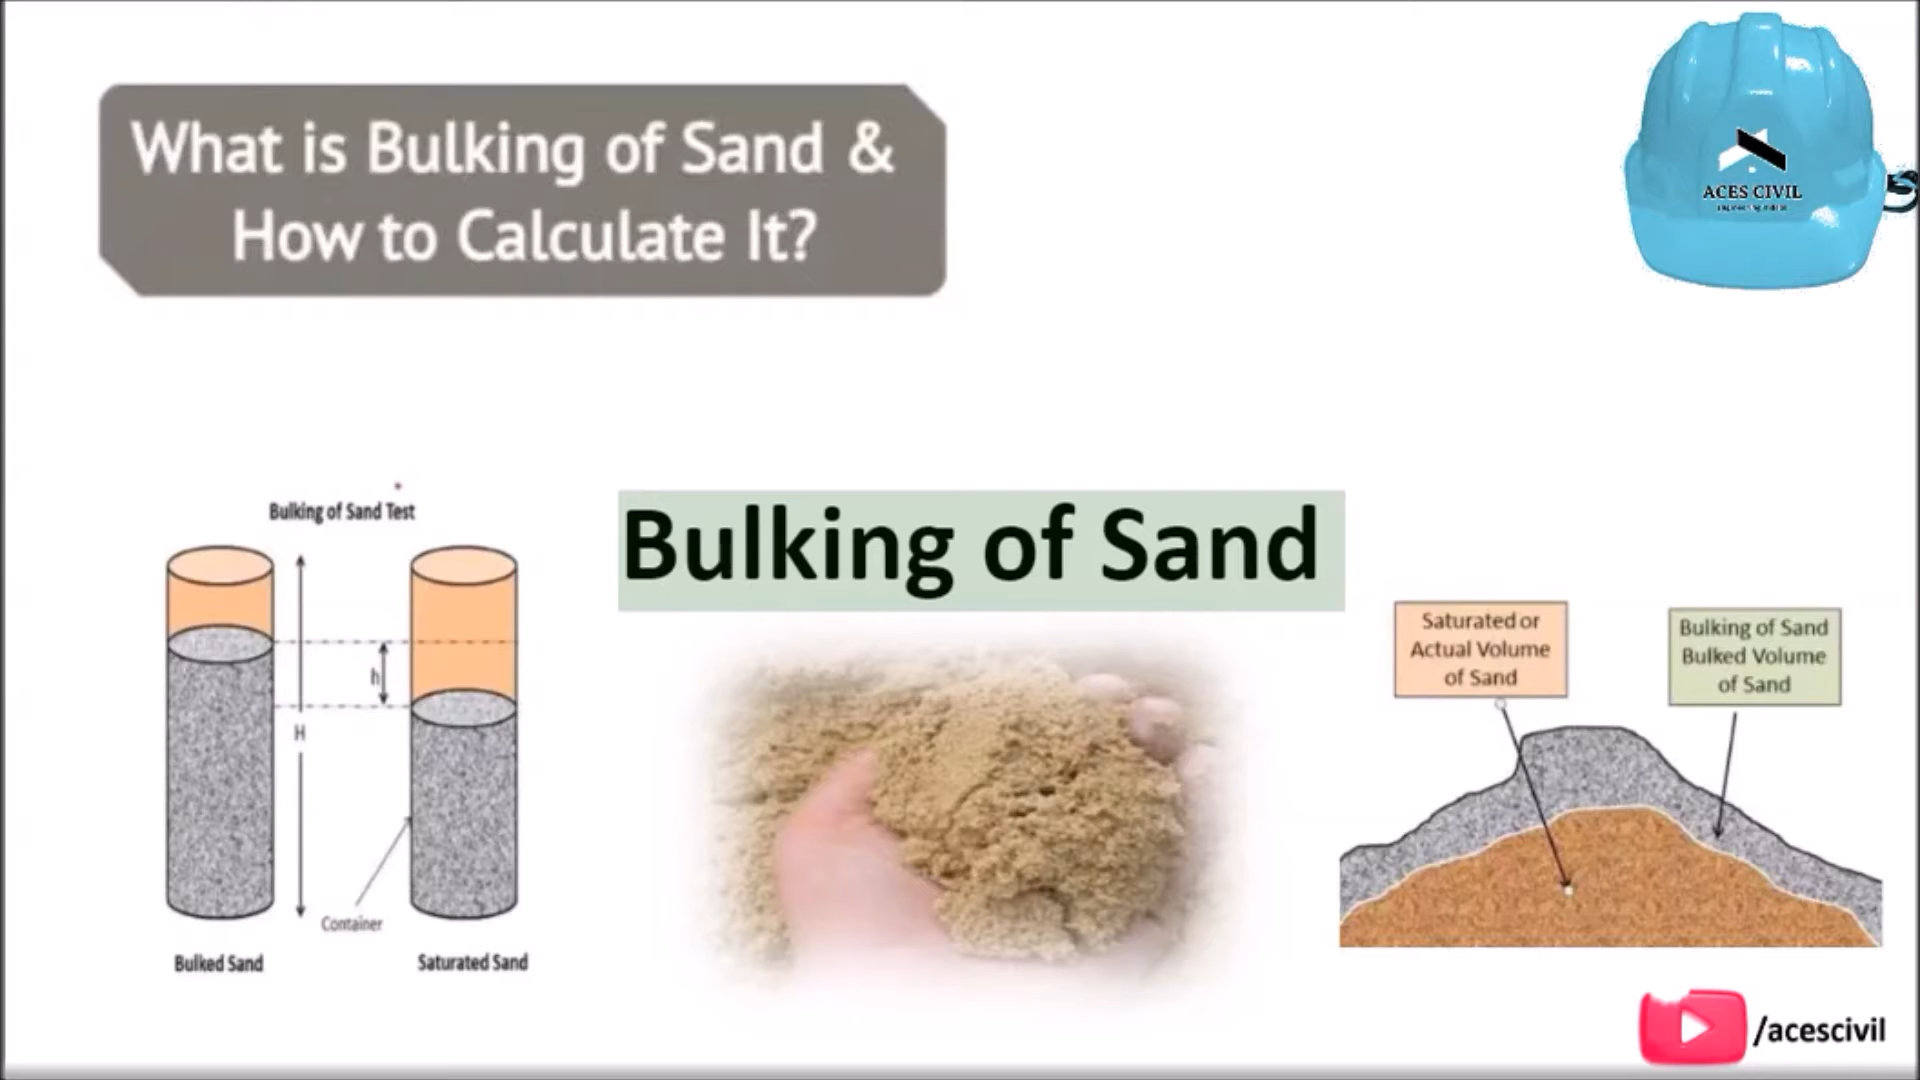 What is Bulking of Sand &
How to Calculate It?
ACES CIVIL
Bulking of Sand Test
Bulking of Sand
h
H
Container
Bulked Sand
Saturated Sand
Saturated or
Actual Volume
of Sand
Bulking of Sand
Bulked Volume
of Sand
/acescivil